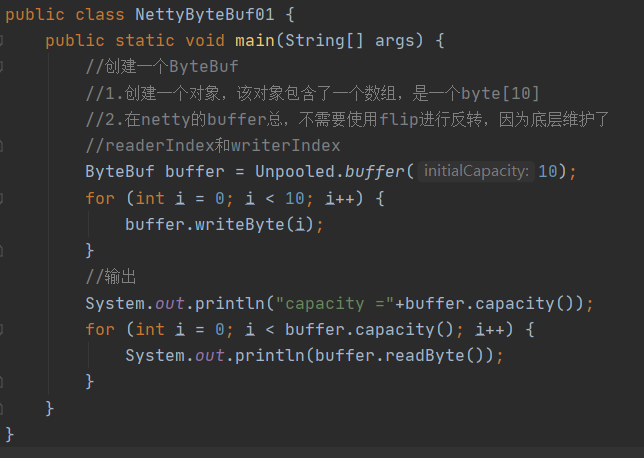 public class NettyByteBuf01 {
public static void main(String[] args) {
//创建一个ByteBuf
//1.创建一个对象，该对象包含了一个数组，是一个byte[10]
//2.在netty的buffer总，不需要使用flip进行反转，因为底层维护了
//readerIndex和writerIndex
ByteBuf buffer = Unpooled.buffer( initialCapacity: 10);
for (int i = 0; i < 10; i++) {
buffer.writeByte(i);
}
//输出
System.out.println("capacity ="+buffer.capacity());
for (int i = 0; i < buffer.capacity(); i++) {
System.out.println(buffer.readByte());
}
}
}